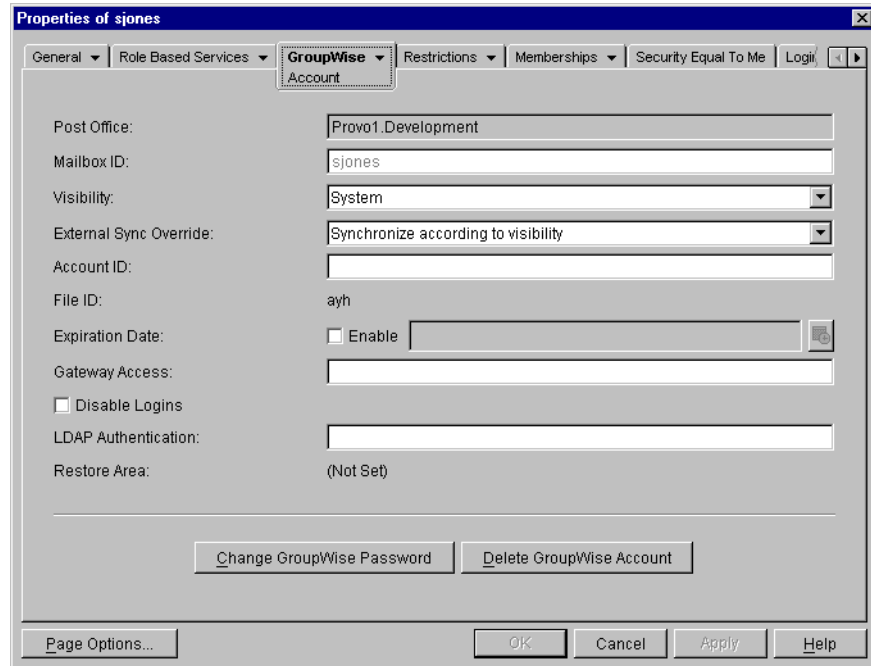 Properties of sjones
General Role Based Services GroupWise Restrictions Memberships Security Equal To Me Login
Account
Post Office: Provo1.Development
Mailbox ID: sjones
Visibility: System
External Sync Override: Synchronize according to visibility
Account ID:
File ID: ayh
Expiration Date: Enable
Gateway Access:
Disable Logins
LDAP Authentication:
Restore Area: (Not Set)
Change GroupWise Password Delete GroupWise Account
Page Options... OK Cancel Apply Help